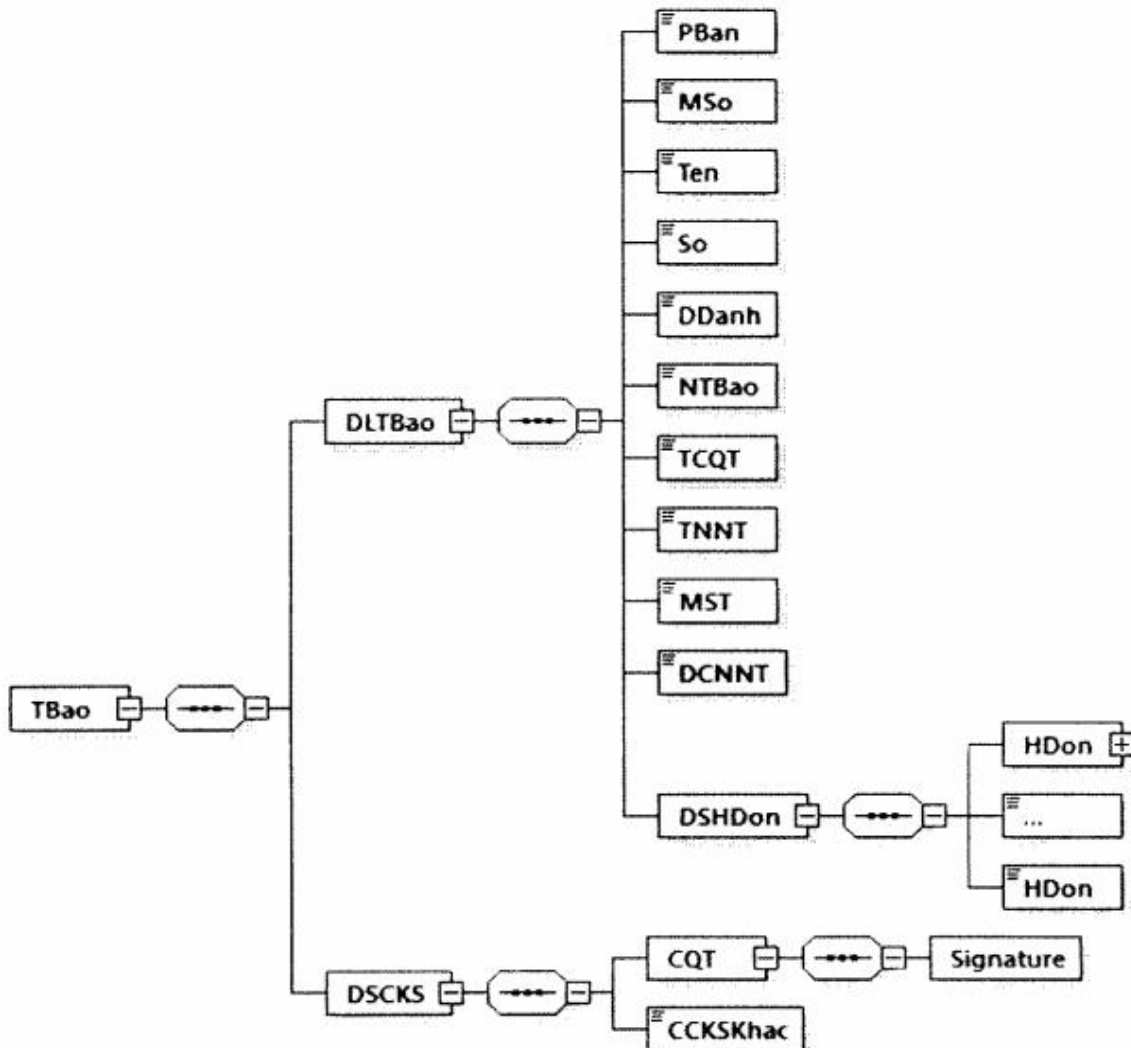 PBan
MSo
Ten
So
DDanh
NTBao
DLTBao
TCQT
TNNT
MST
DCNNT
TBao
HDon
DSHDon
...
HDon
CQT
Signature
DSCKS
CCKSKhac